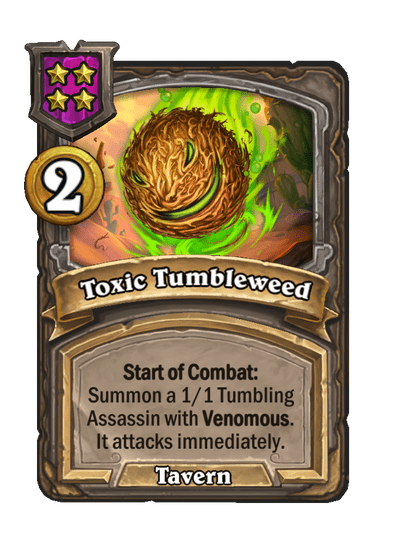 2
Toxic Tumbleweed
Start of Combat:
Summon a 1/1 Tumbling
Assassin with Venomous.
It attacks immediately.
Tavern